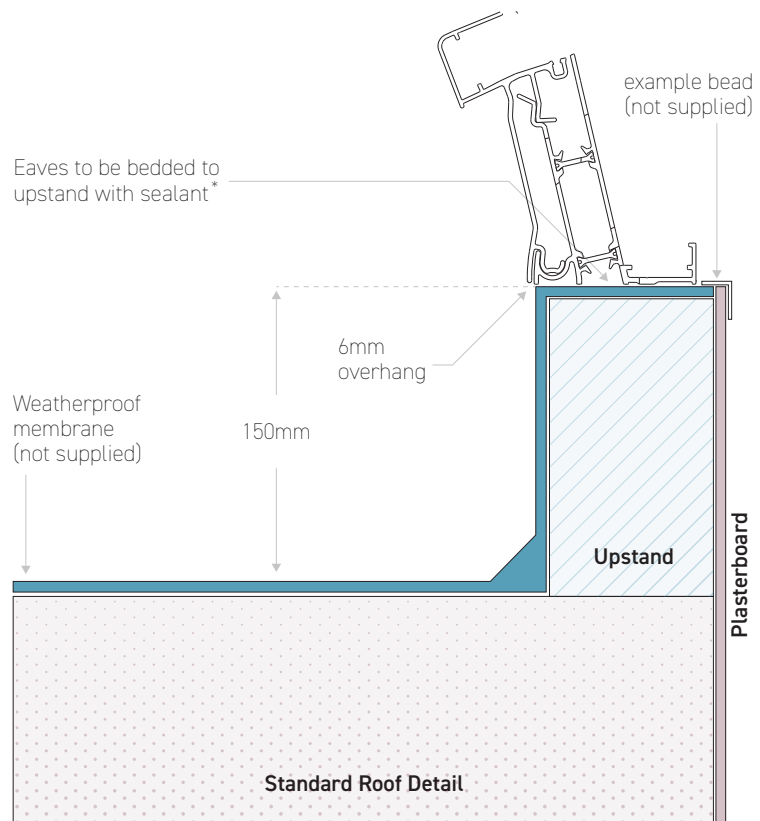 example bead
(not supplied)
Eaves to be bedded to
upstand with sealant*
6mm
overhang
Weatherproof
membrane
(not supplied)
150mm
Upstand
Plasterboard
Standard Roof Detail